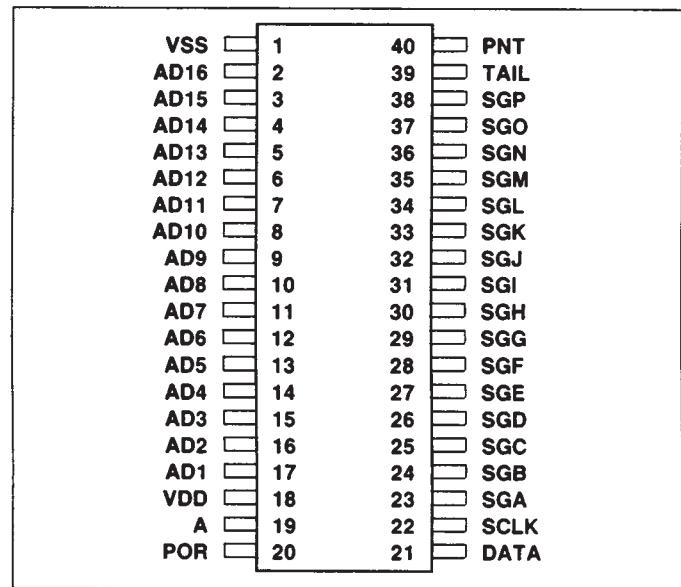 VSS 1 40 PNT
AD16 2 39 TAIL
AD15 3 38 SGP
AD14 4 37 SGO
AD13 5 36 SGN
AD12 6 35 SGM
AD11 7 34 SGL
AD10 8 33 SGK
AD9 9 32 SGJ
AD8 10 31 SGI
AD7 11 30 SGH
AD6 12 29 SGG
AD5 13 28 SGF
AD4 14 27 SGE
AD3 15 26 SGD
AD2 16 25 SGC
AD1 17 24 SGB
VDD 18 23 SGA
A 19 22 SCLK
POR 20 21 DATA